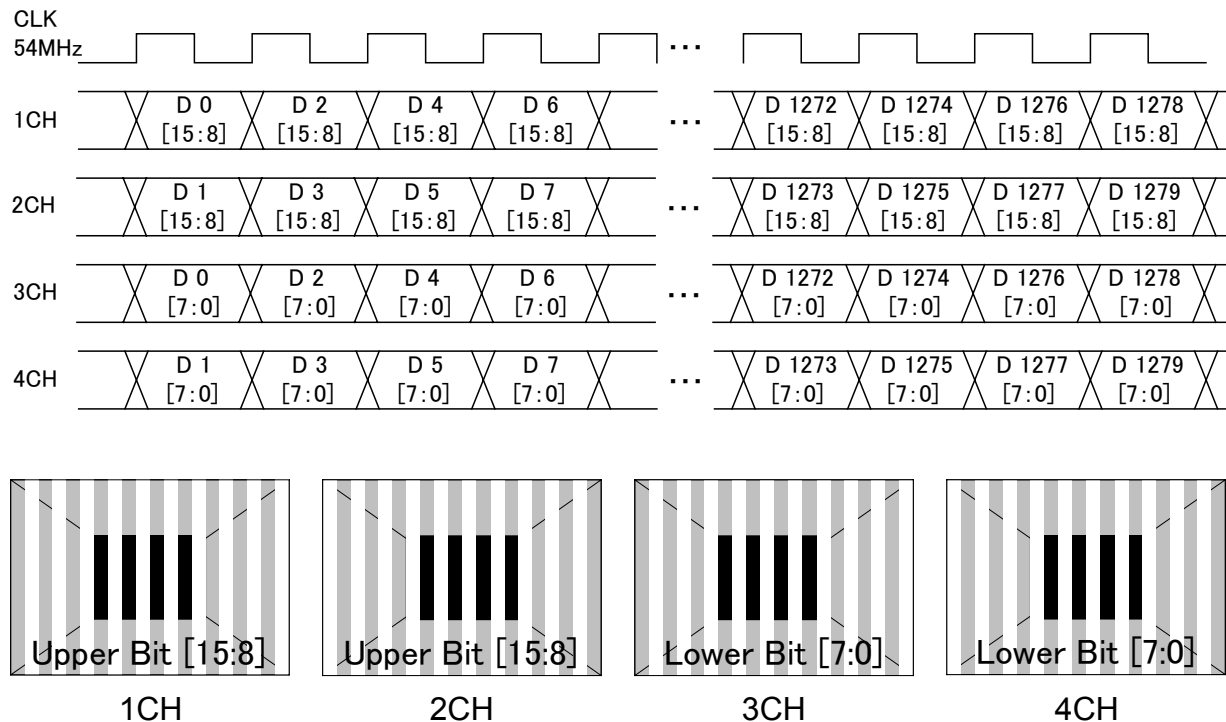 CLK
54MHz ...
1CH D 0 D 2 D 4 D 6 ... D 1272 D 1274 D 1276 D 1278
[15:8] [15:8] [15:8] [15:8] [15:8] [15:8] [15:8] [15:8]
2CH D 1 D 3 D 5 D 7 ... D 1273 D 1275 D 1277 D 1279
[15:8] [15:8] [15:8] [15:8] [15:8] [15:8] [15:8] [15:8]
3CH D 0 D 2 D 4 D 6 ... D 1272 D 1274 D 1276 D 1278
[7:0] [7:0] [7:0] [7:0] [7:0] [7:0] [7:0] [7:0]
4CH D 1 D 3 D 5 D 7 ... D 1273 D 1275 D 1277 D 1279
[7:0] [7:0] [7:0] [7:0] [7:0] [7:0] [7:0] [7:0]
Upper Bit [15:8] Upper Bit [15:8] Lower Bit [7:0] Lower Bit [7:0]
1CH 2CH 3CH 4CH